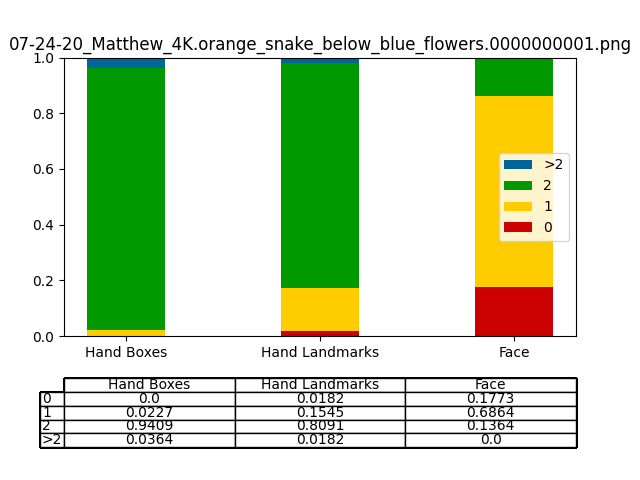 07-24-20_Matthew_4K.orange_snake_below_blue_flowers.0000000001.png
1.0
0.8
0.6
0.4
0.2
0.0
>2
2
1
0
Hand Boxes Hand Landmarks Face
Hand Boxes Hand Landmarks Face
0 0.0 0.0182 0.1773
1 0.0227 0.1545 0.6864
2 0.9409 0.8091 0.1364
>2 0.0364 0.0182 0.0